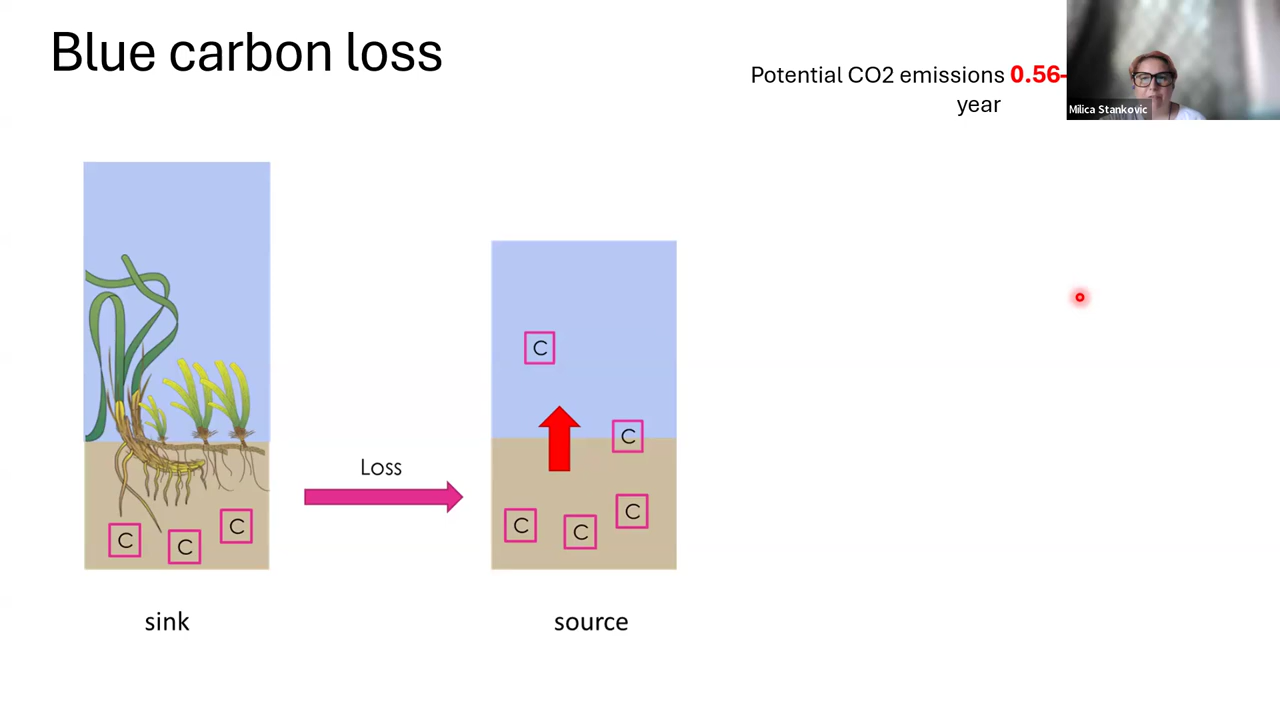 Blue carbon loss
Potential CO2 emissions 0.56-
year
Milica Stankovic
C
C
Loss
C
C
C
C
C
C
sink
source